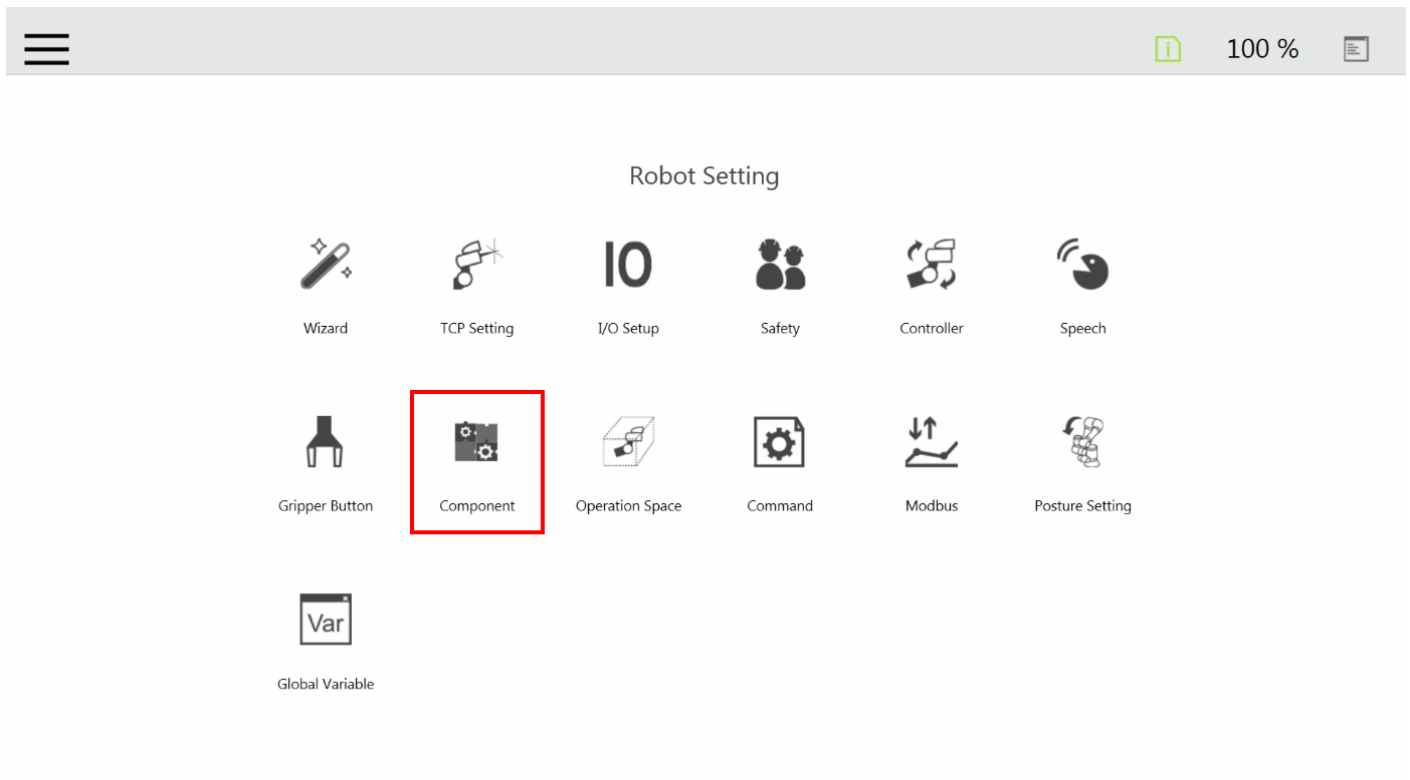 100 %
Robot Setting
IO
Wizard
TCP Setting
I/O Setup
Safety
Controller
Speech
Gripper Button
Component
Operation Space
Command
Modbus
Posture Setting
Var
Global Variable